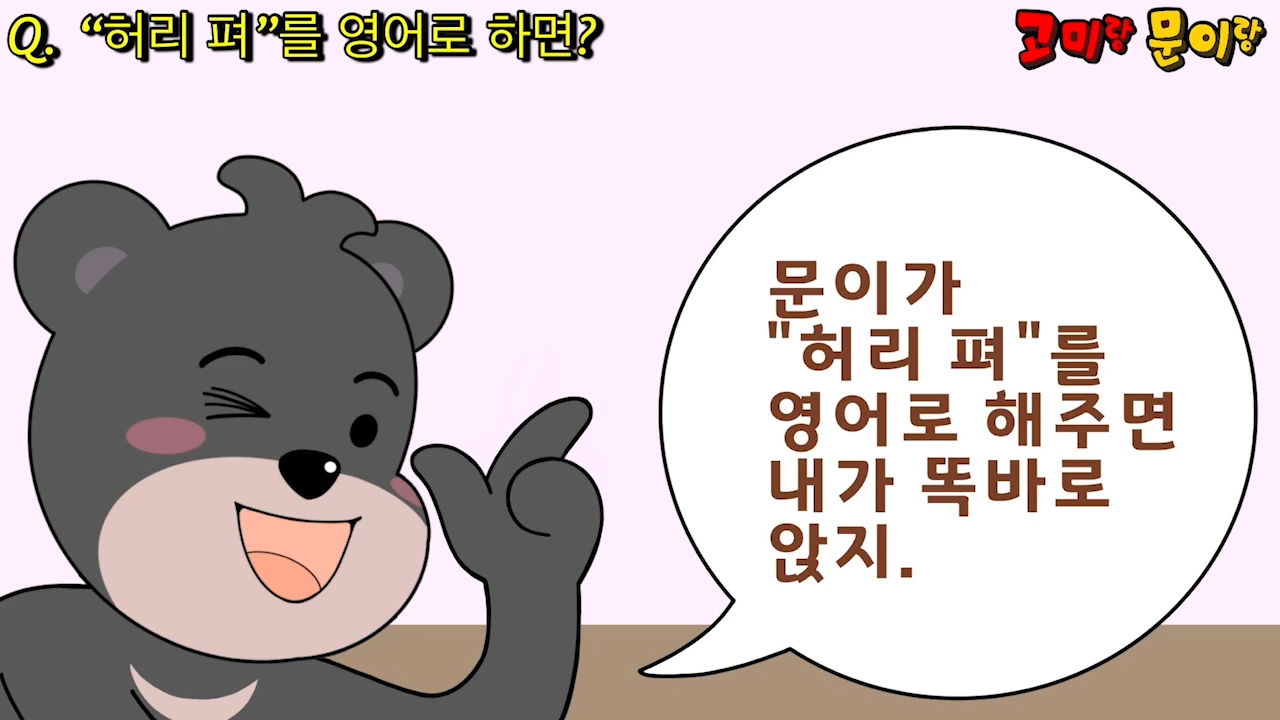 Q. “허리 펴”를 영어로 하면?
고미랑 문이랑
문이가
"허리 펴"를
영어로 해주면
내가 똑바로
앉지.